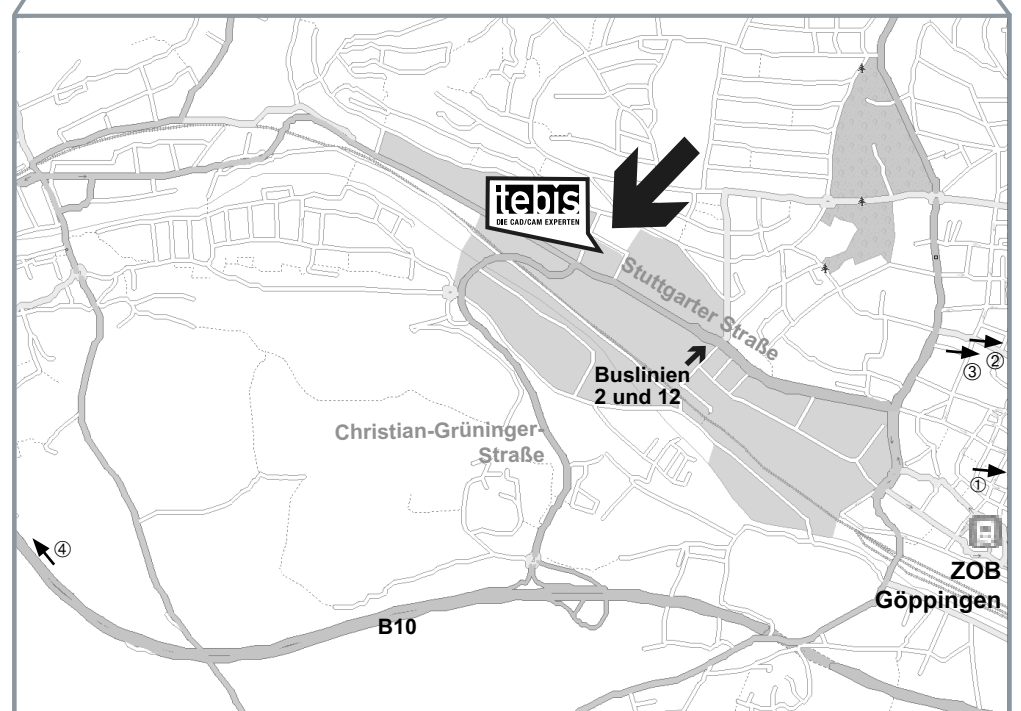 tebis
DIE CAD/CAM EXPERTEN
Stuttgarter Straße
②
③
Buslinien
2 und 12
Christian-Grüninger-
Straße
①
④
ZOB
Göppingen
B10